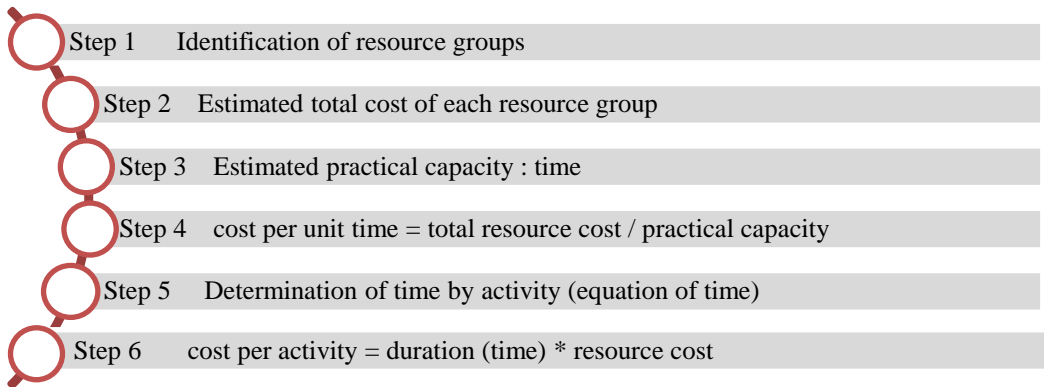 Step 1 Identification of resource groups
Step 2 Estimated total cost of each resource group
Step 3 Estimated practical capacity : time
Step 4 cost per unit time = total resource cost / practical capacity
Step 5 Determination of time by activity (equation of time)
Step 6 cost per activity = duration (time) * resource cost